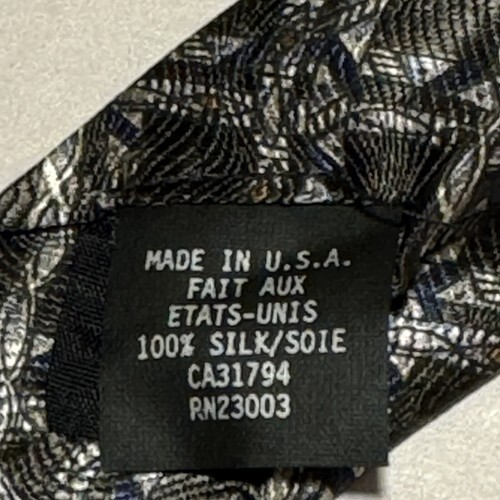 MADE IN U.S.A.
FAIT AUX
ETATS-UNIS
100% SILK/SOIE
CA31794
RN23003